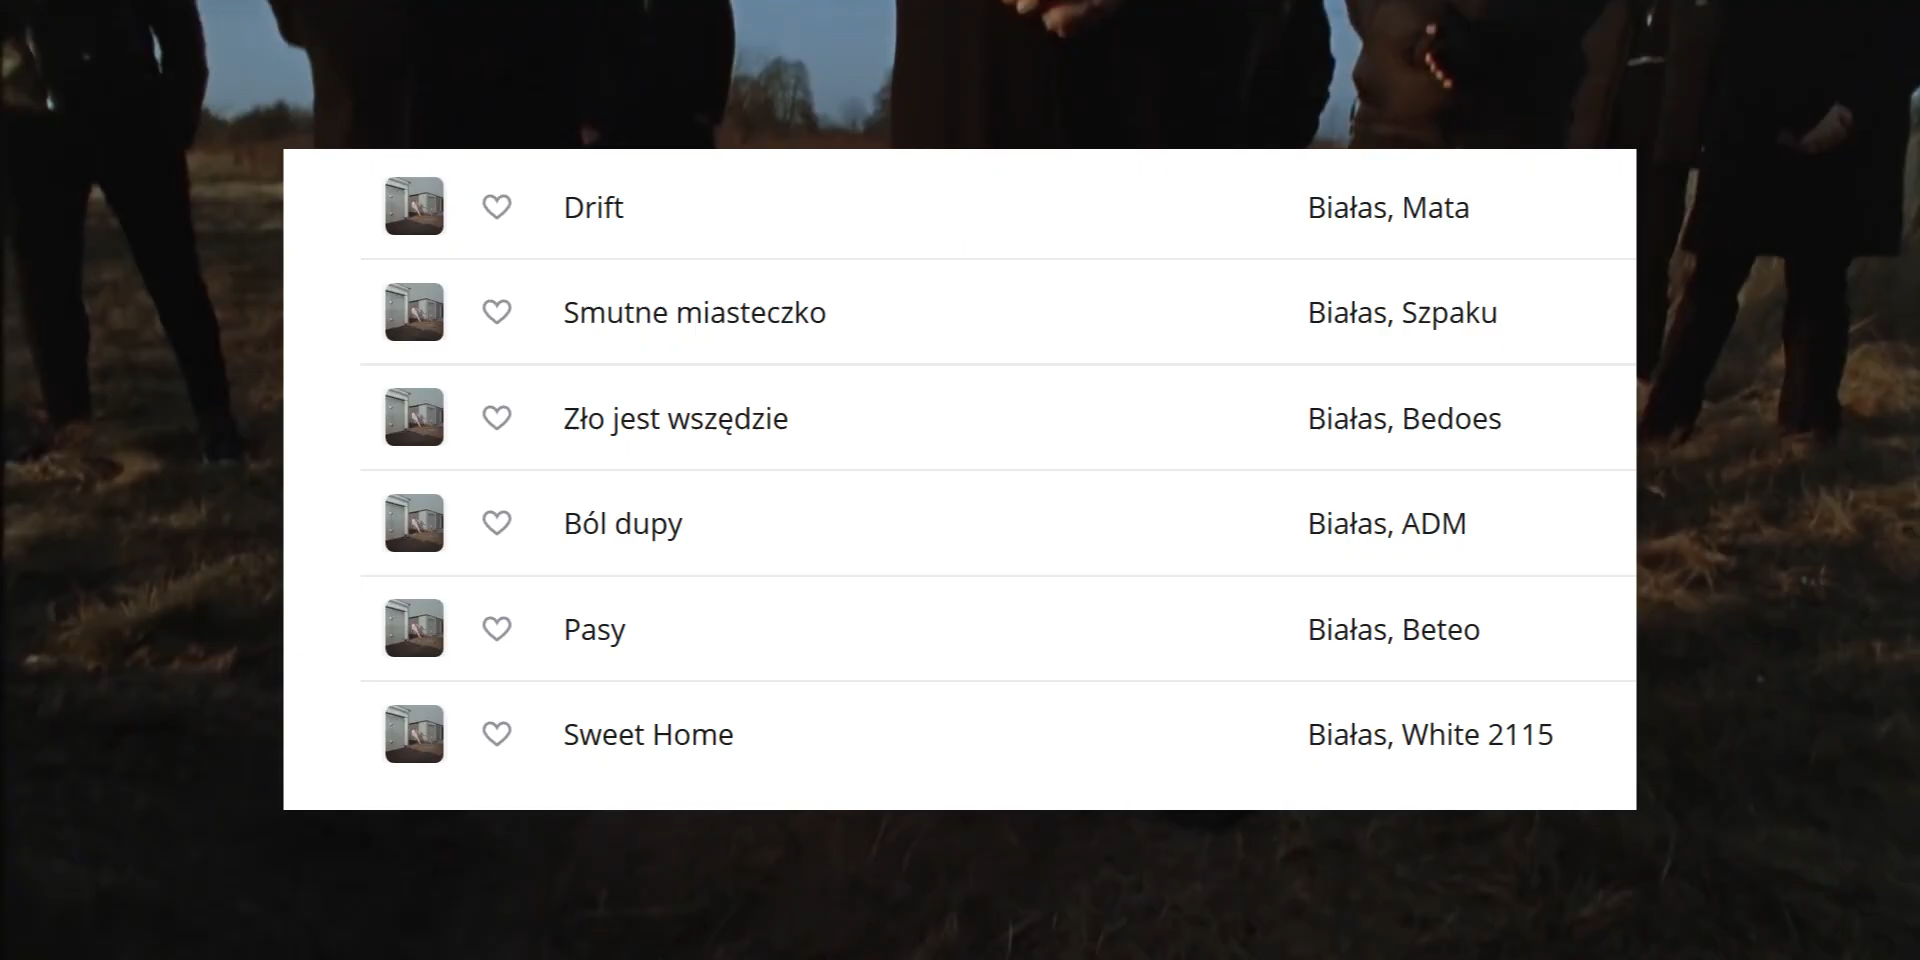 Drift Białas, Mata
Smutne miasteczko Białas, Szpaku
Zło jest wszędzie Białas, Bedoes
Ból dupy Białas, ADM
Pasy Białas, Beteo
Sweet Home Białas, White 2115